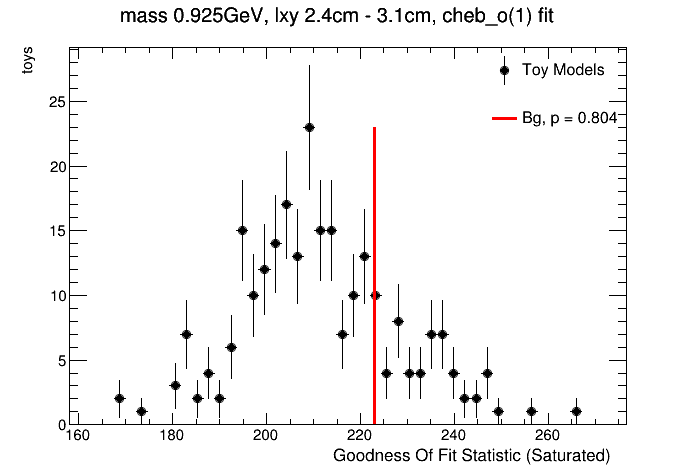 mass 0.925GeV, lxy 2.4cm - 3.1cm, cheb_o(1) fit
toys
Toy Models
Bg, p = 0.804
25
20
15
10
5
0
160 180 200 220 240 260
Goodness Of Fit Statistic (Saturated)